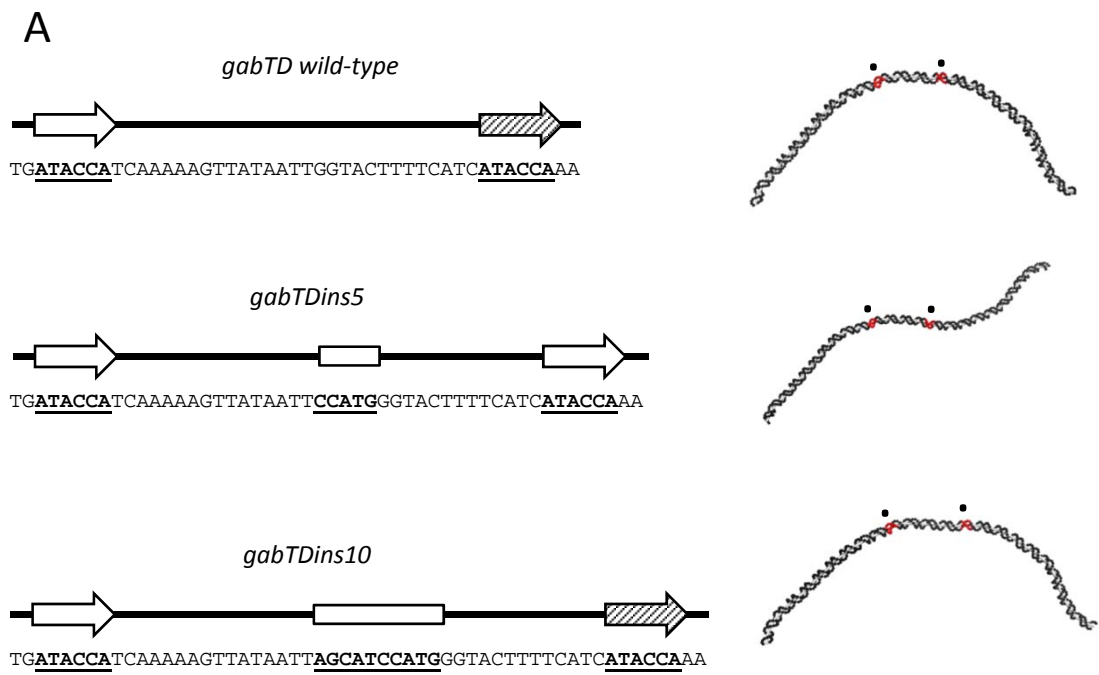 A
gabTD wild-type
TGATACCATCAAAAAGTTATAATTGGTACTTTTCATCATACCAAA
gabTDins5
TGATACCATCAAAAAGTTATAATTCCATGGGTACTTTTCATCATACCAAA
gabTDins10
TGATACCATCAAAAAGTTATAATTAGCATCCATGGGTACTTTTCATCATACCAAA